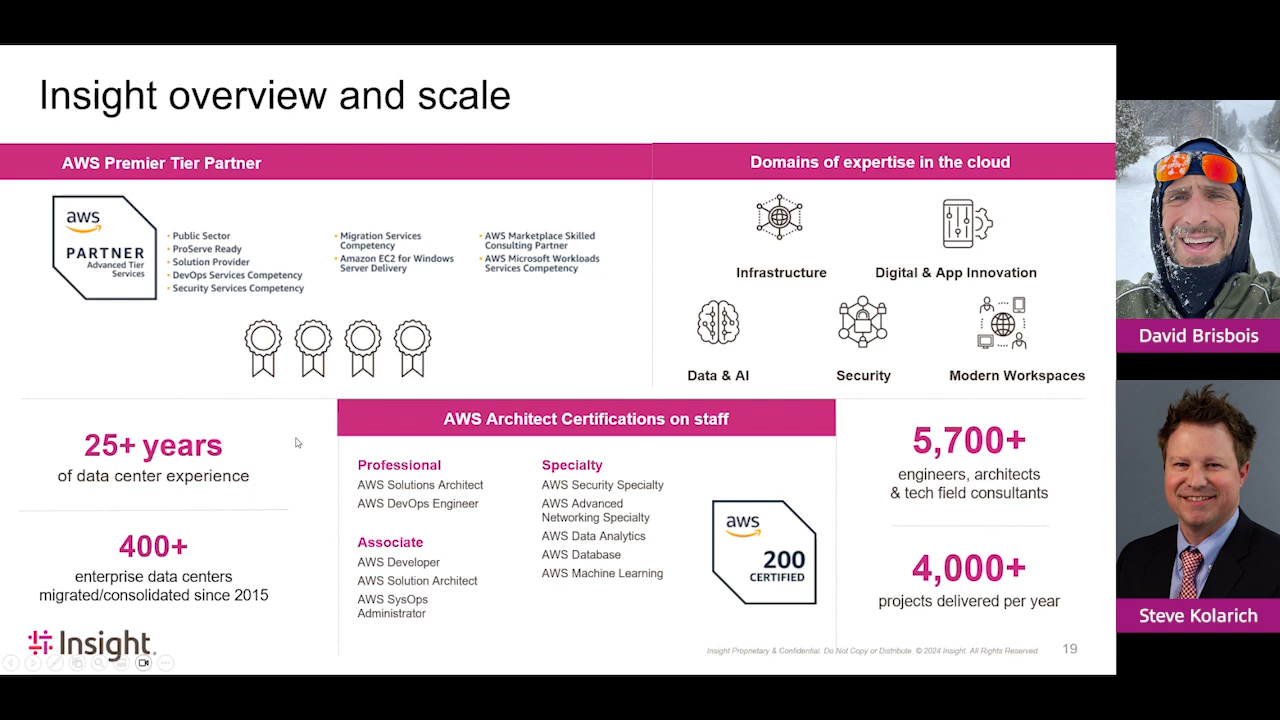 Insight overview and scale
AWS Premier Tier Partner
aws
PARTNER
Advanced Tier
Services
• Public Sector
• ProServe Ready
• Solution Provider
• DevOps Services Competency
• Security Services Competency
• Migration Services
Competency
• Amazon EC2 for Windows
Server Delivery
• AWS Marketplace Skilled
Consulting Partner
• AWS Microsoft Workloads
Services Competency
Domains of expertise in the cloud
Infrastructure
Digital & App Innovation
Data & AI
Security
Modern Workspaces
25+ years
of data center experience
400+
enterprise data centers
migrated/consolidated since 2015
AWS Architect Certifications on staff
Professional
AWS Solutions Architect
AWS DevOps Engineer
Associate
AWS Developer
AWS Solution Architect
AWS SysOps
Administrator
Specialty
AWS Security Specialty
AWS Advanced
Networking Specialty
AWS Data Analytics
AWS Database
AWS Machine Learning
aws
200
CERTIFIED
5,700+
engineers, architects
& tech field consultants
4,000+
projects delivered per year
Insight.
Insight Proprietary & Confidential. Do Not Copy or Distribute. © 2024 Insight. All Rights Reserved.
19
David Brisbois
Steve Kolarich